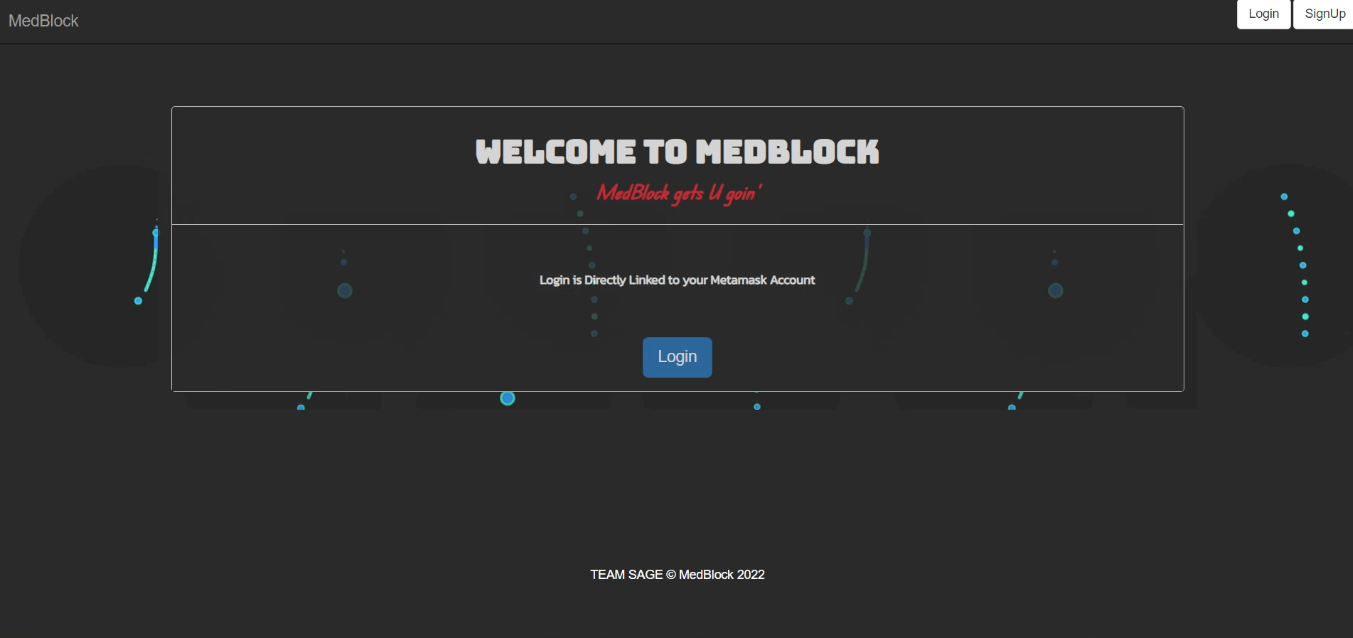 MedBlock
Login
SignUp
WELCOME TO MEDBLOCK
MedBlock gets U goin'
Login is Directly Linked to your Metamask Account
Login
TEAM SAGE © MedBlock 2022